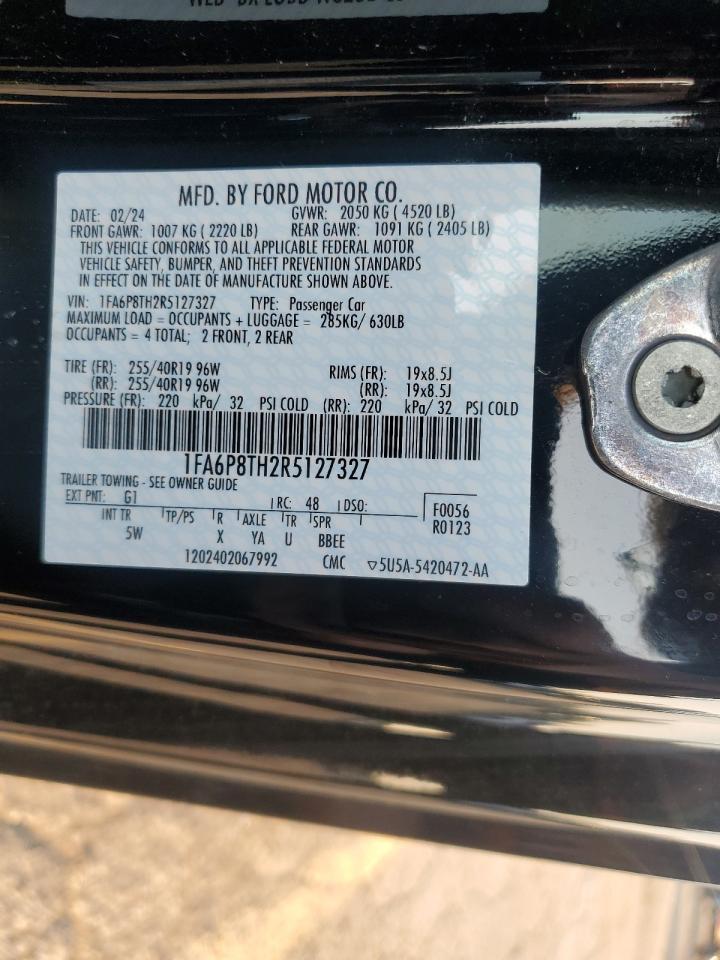 MFD. BY FORD MOTOR CO.
DATE: 02/24 GVWR: 2050 KG ( 4520 LB)
FRONT GAWR: 1007 KG ( 2220 LB) REAR GAWR: 1091 KG ( 2405 LB)
THIS VEHICLE CONFORMS TO ALL APPLICABLE FEDERAL MOTOR
VEHICLE SAFETY, BUMPER, AND THEFT PREVENTION STANDARDS
IN EFFECT ON THE DATE OF MANUFACTURE SHOWN ABOVE.
VIN: 1FA6P8TH2R5127327 TYPE: Passenger Car
MAXIMUM LOAD = OCCUPANTS + LUGGAGE = 285KG/ 630LB
OCCUPANTS = 4 TOTAL; 2 FRONT, 2 REAR
TIRE (FR): 255/40R19 96W RIMS (FR): 19x8.5J
(RR): 255/40R19 96W (RR): 19x8.5J
PRESSURE (FR): 220 kPa/ 32 PSI COLD (RR): 220 kPa/ 32 PSI COLD
1FA6P8TH2R5127327
TRAILER TOWING - SEE OWNER GUIDE
EXT PNT: G1 RC: 48 DSO: F0056
INT TR TP/PS R AXLE TR SPR R0123
5W X YA U BBEE
1202402067992 CMC ▽5U5A-5420472-AA